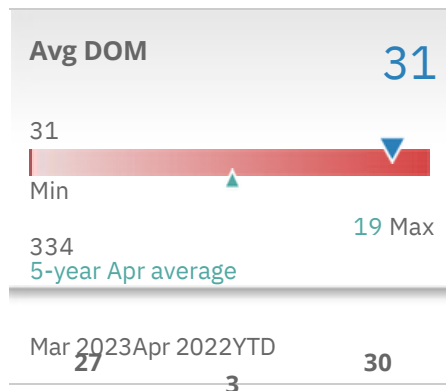 Avg DOM
31
31
Min
19 Max
334
5-year Apr average
Mar 2023Apr 2022YTD
27
30
3